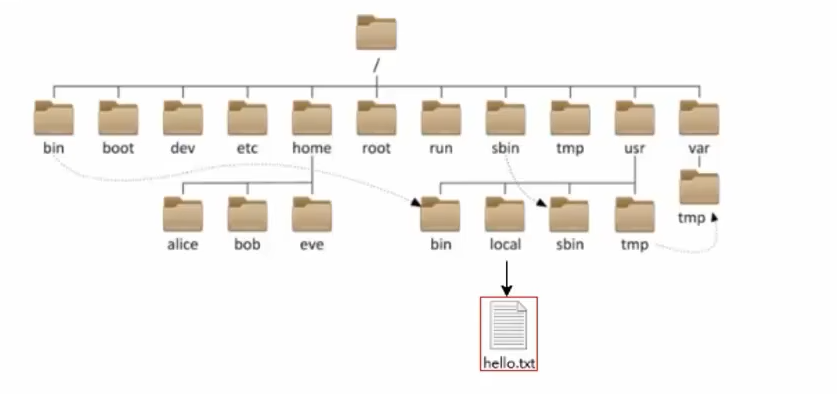 /
bin boot dev etc home root run sbin tmp usr var
tmp
alice bob eve bin local sbin tmp
hello.txt